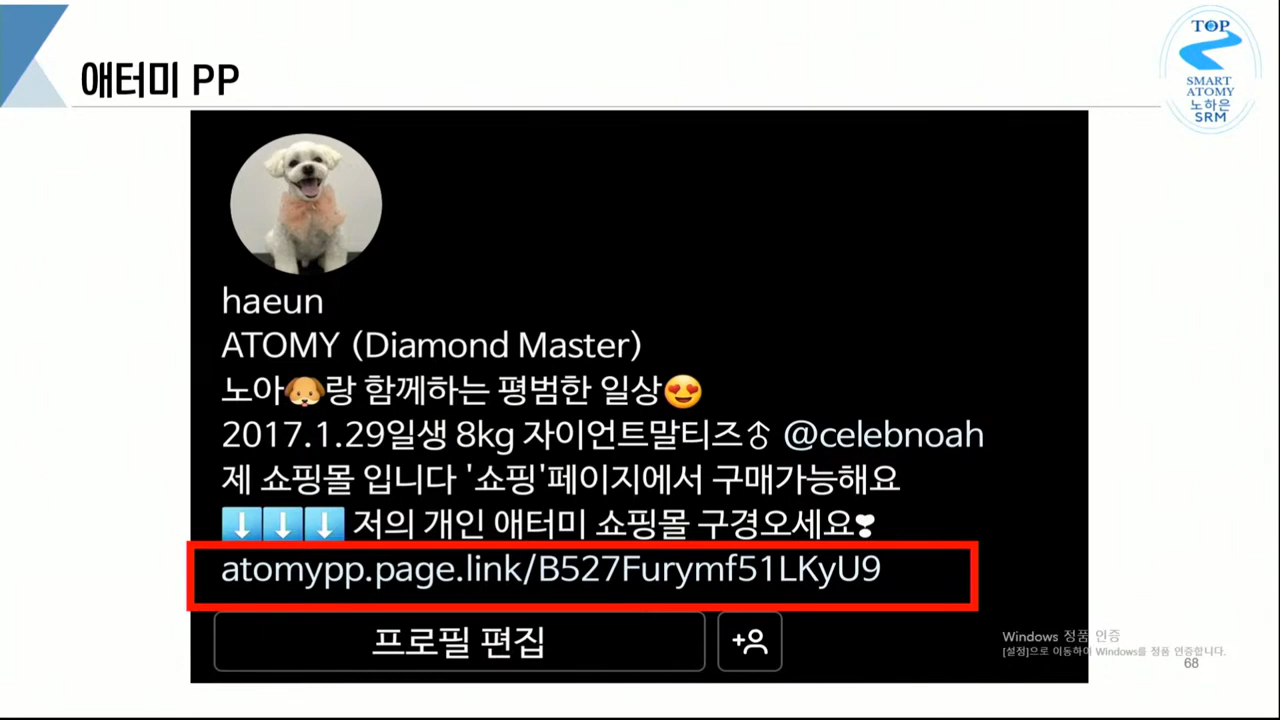 애터미 PP
TOP
SMART
ATOMY
노하은
SRM
haeun
ATOMY (Diamond Master)
노아🐶랑 함께하는 평범한 일상😍
2017.1.29일생 8kg 자이언트말티즈⚦ @celebnoah
제 쇼핑몰 입니다 '쇼핑'페이지에서 구매가능해요
⬇️⬇️⬇️ 저의 개인 애터미 쇼핑몰 구경오세요❣
atomypp.page.link/B527Furymf51LKyU9
프로필 편집
Windows 정품 인증
[설정]으로 이동하여 Windows를 정품 인증합니다.
68